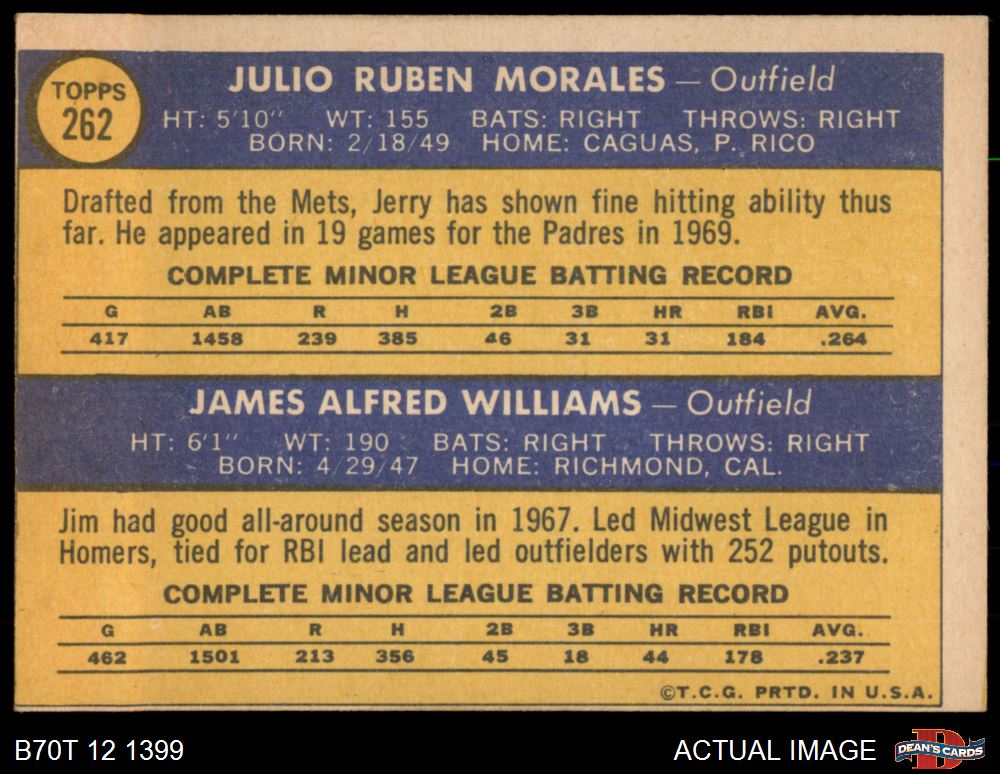 TOPPS
262
JULIO RUBEN MORALES — Outfield
HT: 5'10" WT: 155 BATS: RIGHT THROWS: RIGHT
BORN: 2/18/49 HOME: CAGUAS, P. RICO
Drafted from the Mets, Jerry has shown fine hitting ability thus
far. He appeared in 19 games for the Padres in 1969.
COMPLETE MINOR LEAGUE BATTING RECORD
G AB R H 2B 3B HR RBI AVG.
417 1458 239 385 46 31 31 184 .264
JAMES ALFRED WILLIAMS — Outfield
HT: 6'1" WT: 190 BATS: RIGHT THROWS: RIGHT
BORN: 4/29/47 HOME: RICHMOND, CAL.
Jim had good all-around season in 1967. Led Midwest League in
Homers, tied for RBI lead and led outfielders with 252 putouts.
COMPLETE MINOR LEAGUE BATTING RECORD
G AB R H 2B 3B HR RBI AVG.
462 1501 213 356 45 18 44 178 .237
©T.C.G. PRTD. IN U.S.A.
B70T 12 1399 ACTUAL IMAGE
D
DEAN'S CARDS